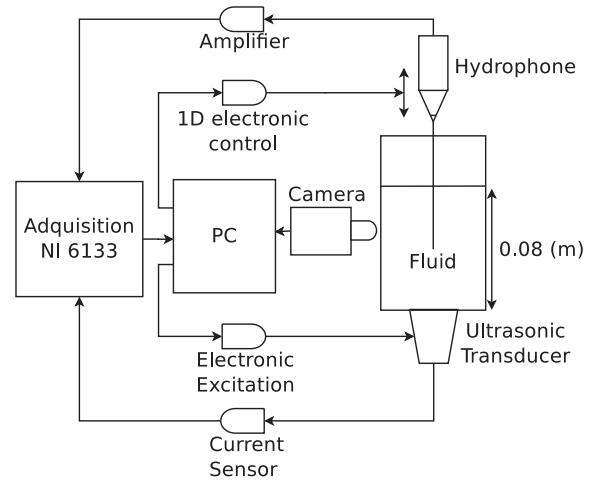 Amplifier
Hydrophone
1D electronic
control
Camera
Adquisition
NI 6133
PC
Fluid
0.08 (m)
Ultrasonic
Transducer
Electronic
Excitation
Current
Sensor